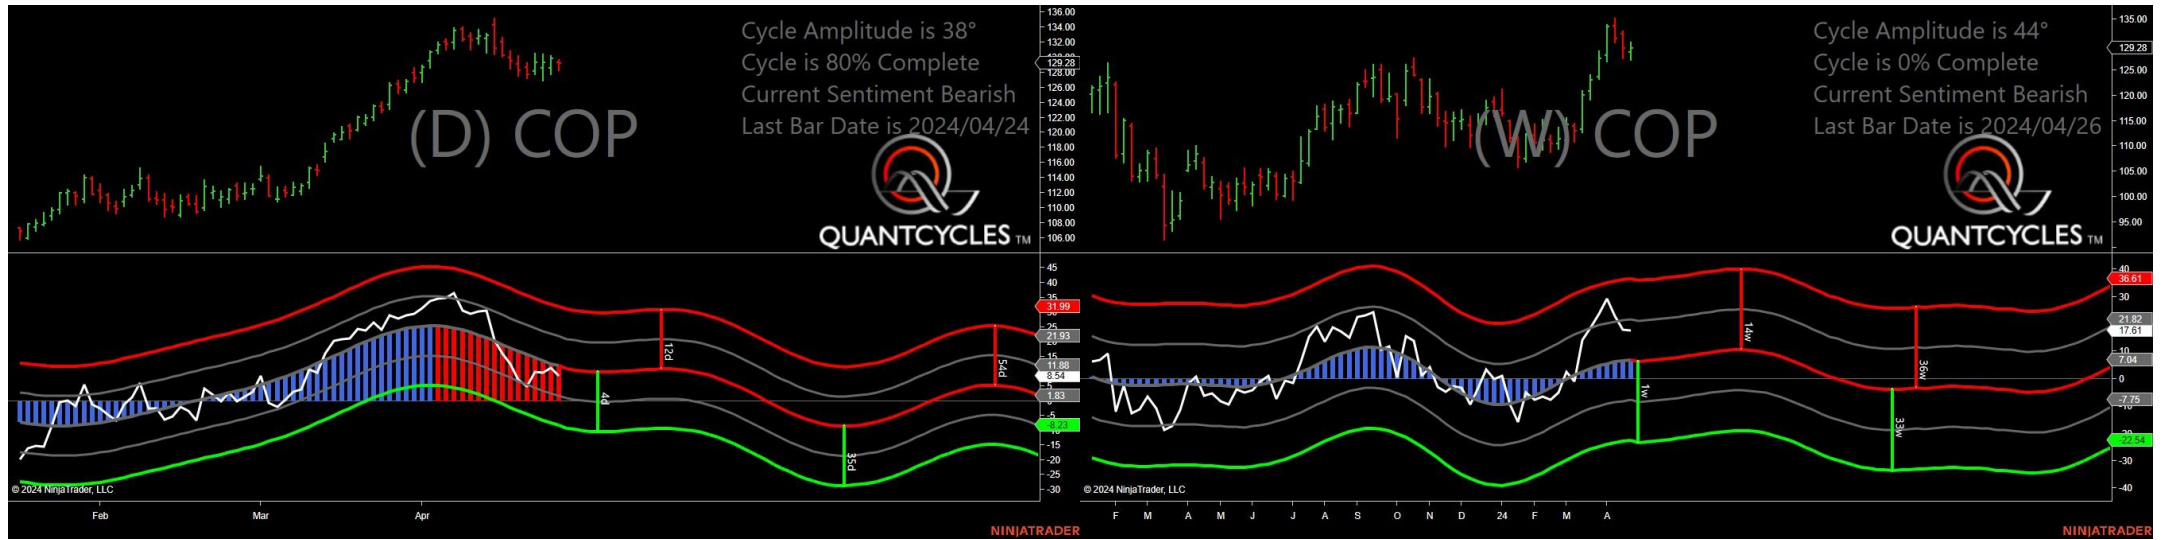 Cycle Amplitude is 38°
Cycle is 80% Complete
Current Sentiment Bearish
Last Bar Date is 2024/04/24
(D) COP
QUANTCYCLES TM
136.00
134.00
132.00
129.28
128.00
126.00
124.00
122.00
120.00
118.00
116.00
114.00
112.00
110.00
108.00
106.00
45
40
35
31.99
25
21.93
15
11.88
8.54
5
1.83
-5
-8.23
-10
-15
-20
-25
-30
12d
54d
4d
35d
© 2024 NinjaTrader, LLC
Feb
Mar
Apr
NINJATRADER
Cycle Amplitude is 44°
Cycle is 0% Complete
Current Sentiment Bearish
Last Bar Date is 2024/04/26
(W) COP
QUANTCYCLES TM
135.00
129.28
125.00
120.00
115.00
110.00
105.00
100.00
95.00
40
36.61
30
21.82
17.61
10
7.04
0
-7.75
-22.54
-30
-40
14w
36w
1w
33w
© 2024 NinjaTrader, LLC
F
M
A
M
J
J
A
S
O
N
D
24
F
M
A
NINJATRADER